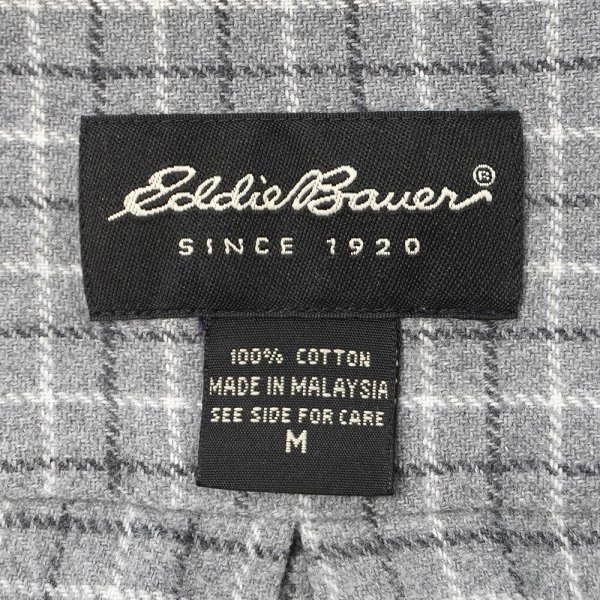 Eddie Bauer®
SINCE 1920
100% COTTON
MADE IN MALAYSIA
SEE SIDE FOR CARE
M